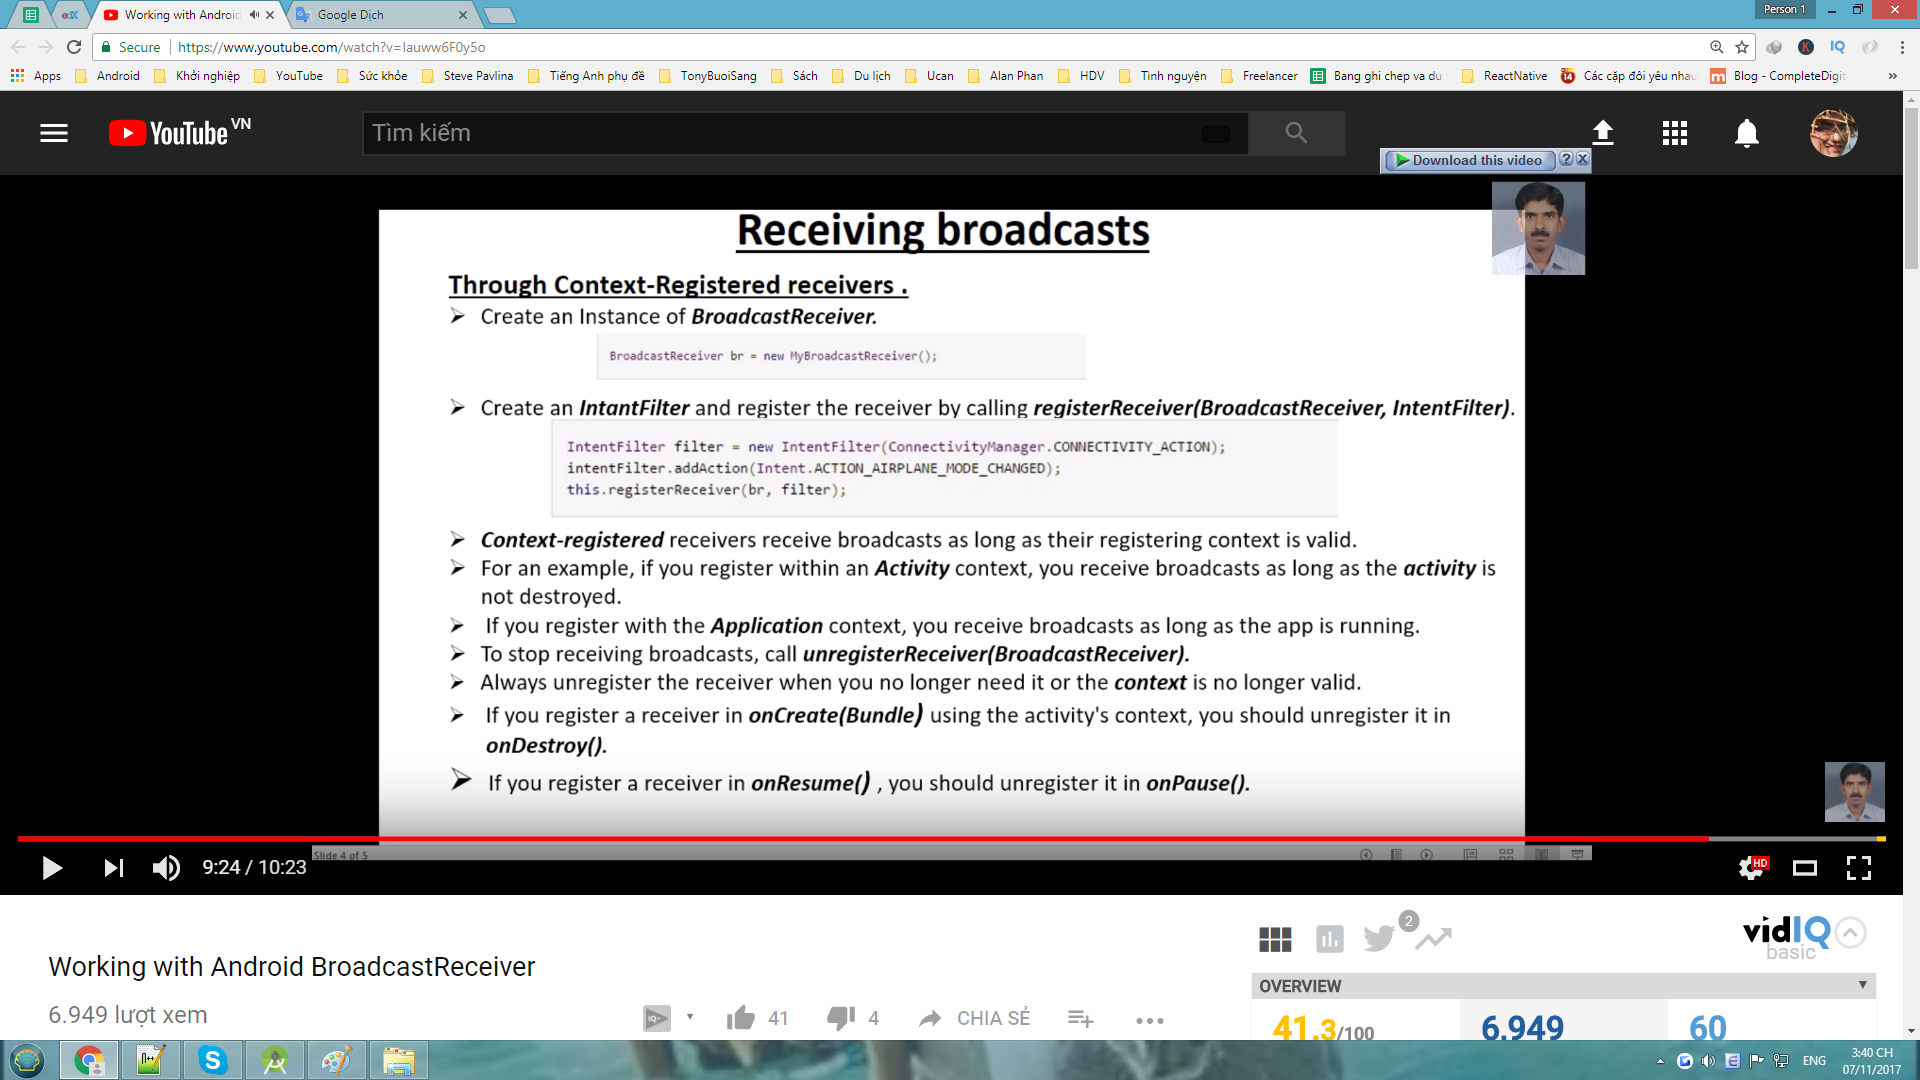 Working with Android
Google Dịch
Person 1
Secure
https://www.youtube.com/watch?v=Iauww6F0y5o
Apps
Android
Khởi nghiệp
YouTube
Sức khỏe
Steve Pavlina
Tiếng Anh phụ đề
TonyBuoiSang
Sách
Du lịch
Ucan
Alan Phan
HDV
Tình nguyện
Freelancer
Bang ghi chep va du
ReactNative
Các cặp đôi yêu nhau
Blog - CompleteDigit
YouTube VN
Tìm kiếm
Download this video
Receiving broadcasts
Through Context-Registered receivers .
Create an Instance of BroadcastReceiver.
BroadcastReceiver br = new MyBroadcastReceiver();
Create an IntantFilter and register the receiver by calling registerReceiver(BroadcastReceiver, IntentFilter).
IntentFilter filter = new IntentFilter(ConnectivityManager.CONNECTIVITY_ACTION);
intentFilter.addAction(Intent.ACTION_AIRPLANE_MODE_CHANGED);
this.registerReceiver(br, filter);
Context-registered receivers receive broadcasts as long as their registering context is valid.
For an example, if you register within an Activity context, you receive broadcasts as long as the activity is
not destroyed.
If you register with the Application context, you receive broadcasts as long as the app is running.
To stop receiving broadcasts, call unregisterReceiver(BroadcastReceiver).
Always unregister the receiver when you no longer need it or the context is no longer valid.
If you register a receiver in onCreate(Bundle) using the activity's context, you should unregister it in
onDestroy().
If you register a receiver in onResume() , you should unregister it in onPause().
9:24 / 10:23
Slide 4 of 5
HD
Working with Android BroadcastReceiver
6.949 lượt xem
41
4
CHIA SẺ
2
vidIQ
basic
OVERVIEW
41.3/100
6.949
60
ENG
3:40 CH
07/11/2017